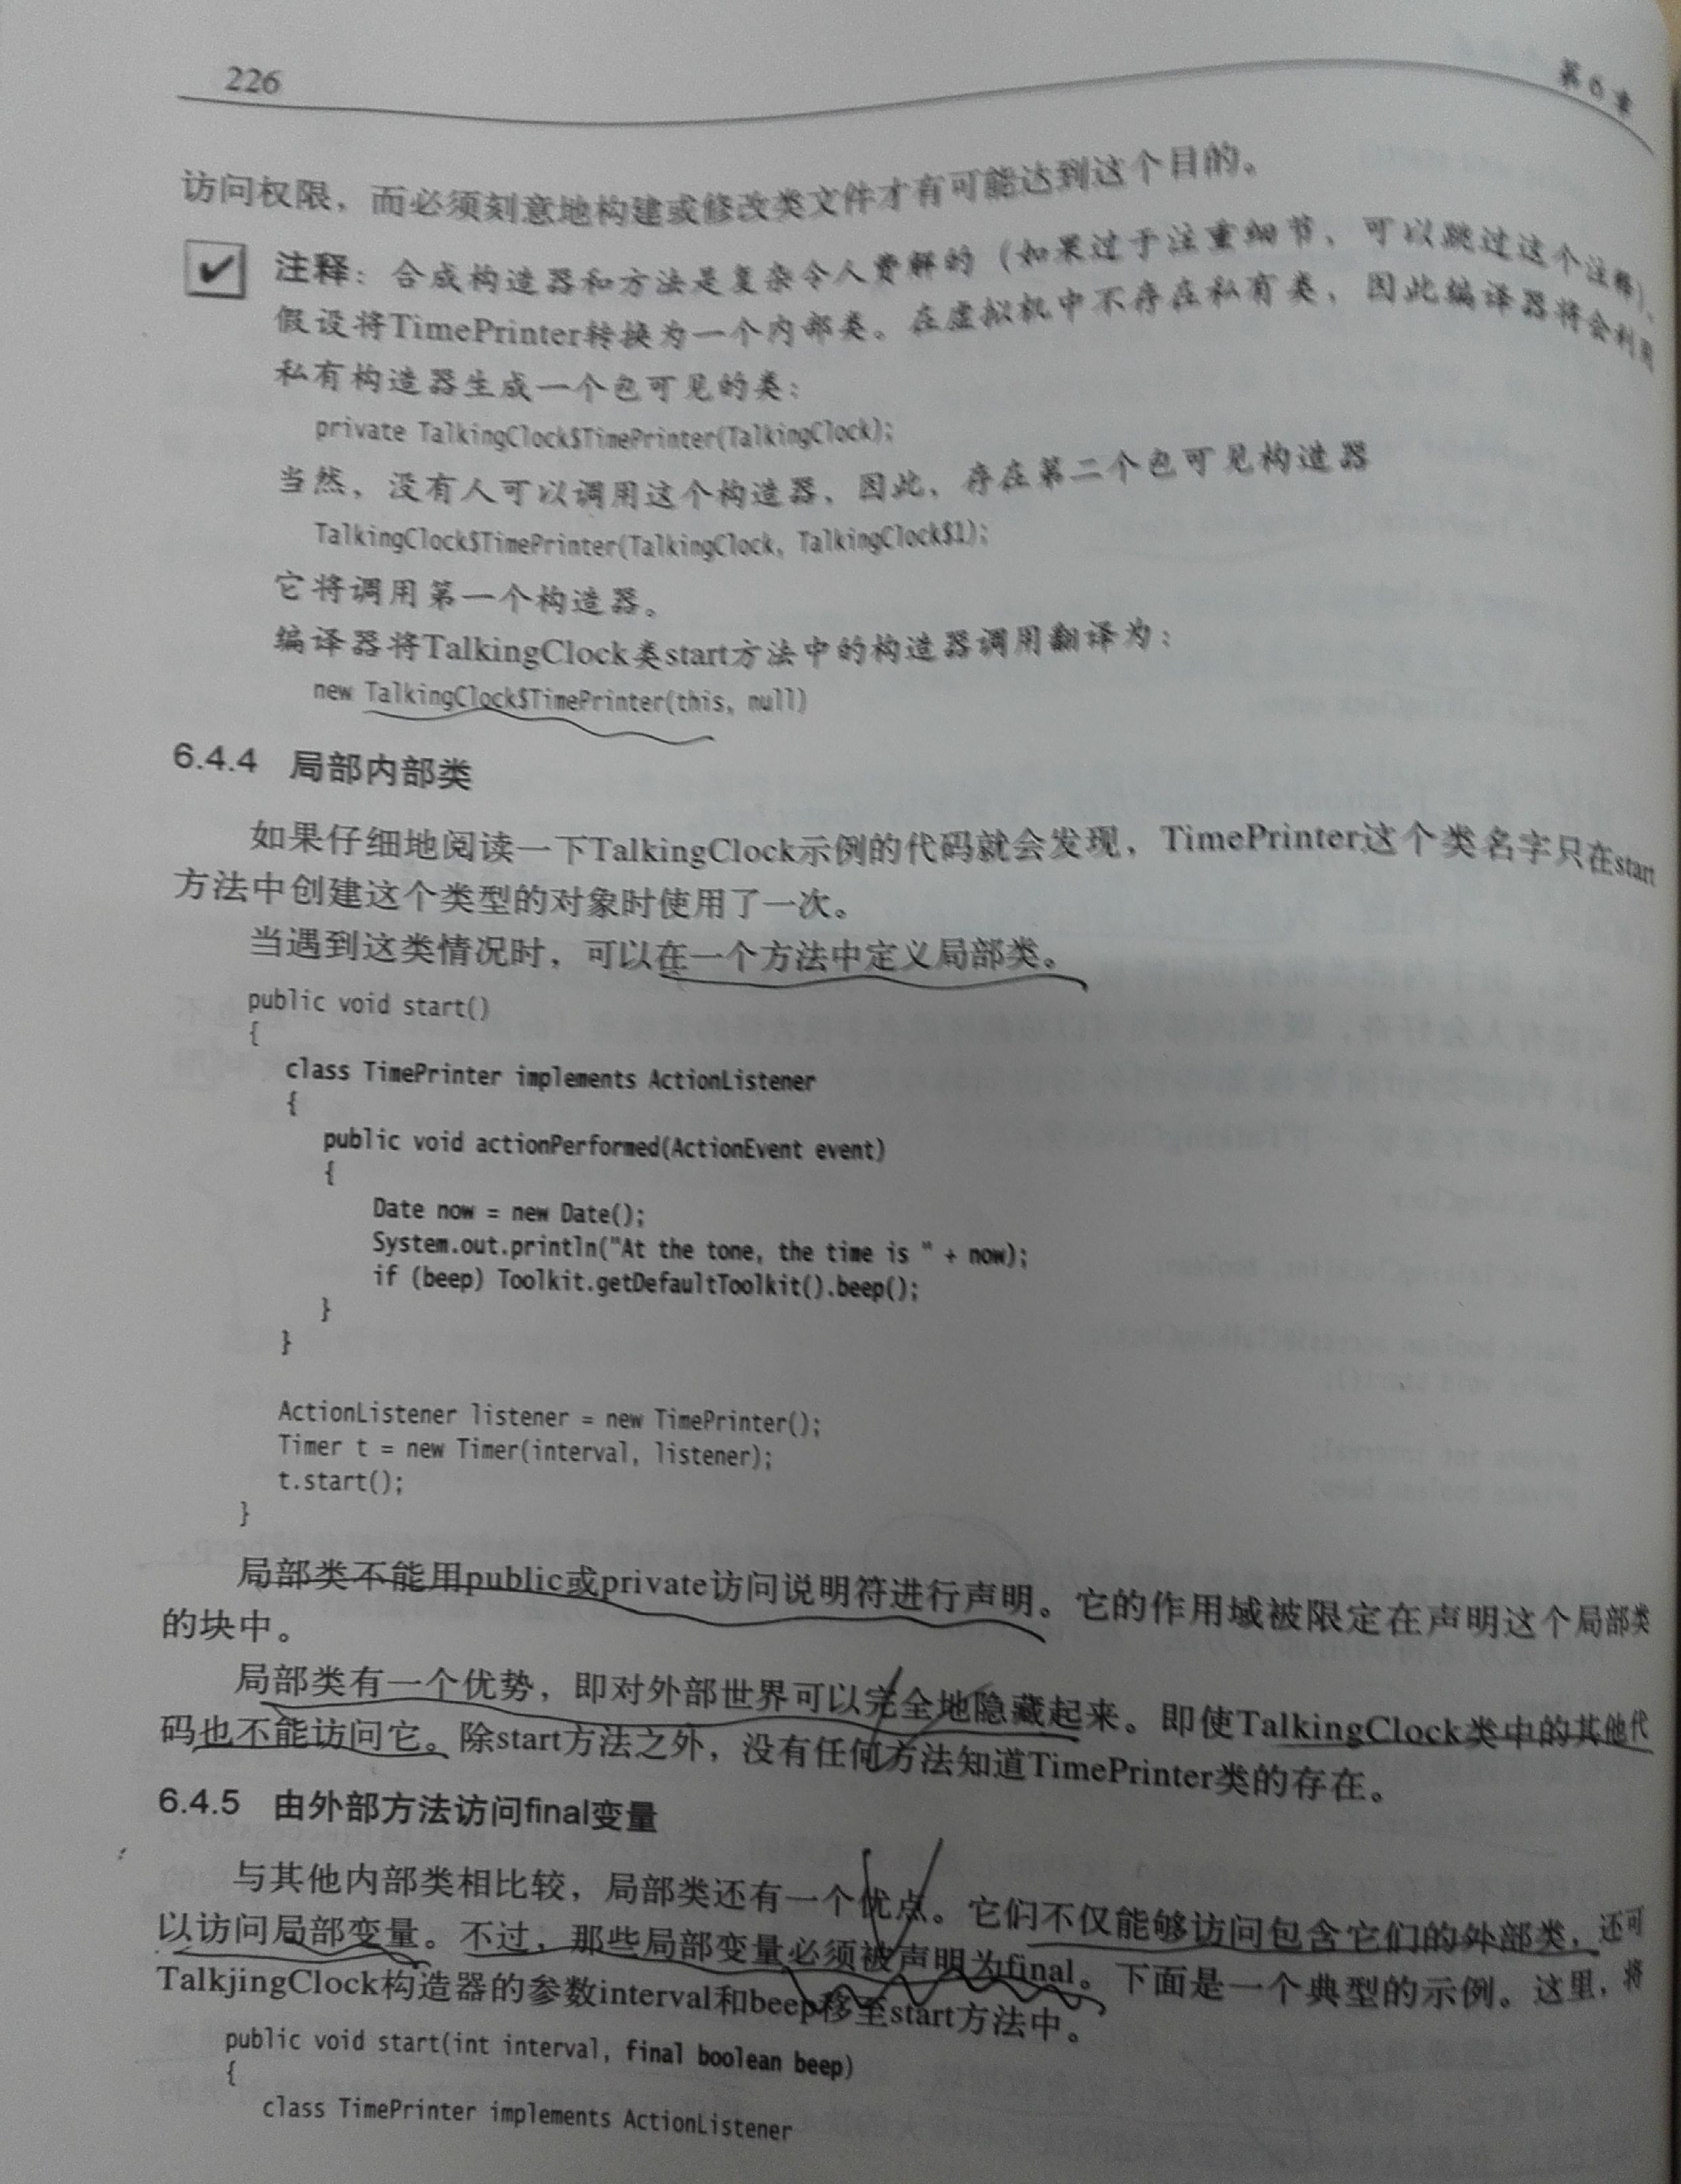 226
第6章
访问权限，而必须刻意地构建或修改类文件才有可能达到这个目的。
注释：合成构造器和方法是复杂令人费解的（如果过于注重细节，可以跳过这个注释）。
假设将TimePrinter转换为一个内部类。在虚拟机中不存在私有类，因此编译器将会利用
私有构造器生成一个包可见的类：
private TalkingClock$TimePrinter(TalkingClock);
当然，没有人可以调用这个构造器，因此，存在第二个包可见构造器
TalkingClock$TimePrinter(TalkingClock, TalkingClock$1);
它将调用第一个构造器。
编译器将TalkingClock类start方法中的构造器调用翻译为：
new TalkingClock$TimePrinter(this, null)
6.4.4 局部内部类
如果仔细地阅读一下TalkingClock示例的代码就会发现，TimePrinter这个类名字只在start
方法中创建这个类型的对象时使用了一次。
当遇到这类情况时，可以在一个方法中定义局部类。
public void start()
{
class TimePrinter implements ActionListener
{
public void actionPerformed(ActionEvent event)
{
Date now = new Date();
System.out.println("At the tone, the time is " + now);
if (beep) Toolkit.getDefaultToolkit().beep();
}
}
ActionListener listener = new TimePrinter();
Timer t = new Timer(interval, listener);
t.start();
}
局部类不能用public或private访问说明符进行声明。它的作用域被限定在声明这个局部类
的块中。
局部类有一个优势，即对外部世界可以完全地隐藏起来。即使TalkingClock类中的其他代
码也不能访问它。除start方法之外，没有任何方法知道TimePrinter类的存在。
6.4.5 由外部方法访问final变量
与其他内部类相比较，局部类还有一个优点。它们不仅能够访问包含它们的外部类，还可
以访问局部变量。不过，那些局部变量必须被声明为final。下面是一个典型的示例。这里，将
TalkjingClock构造器的参数interval和beep移至start方法中。
public void start(int interval, final boolean beep)
{
class TimePrinter implements ActionListener